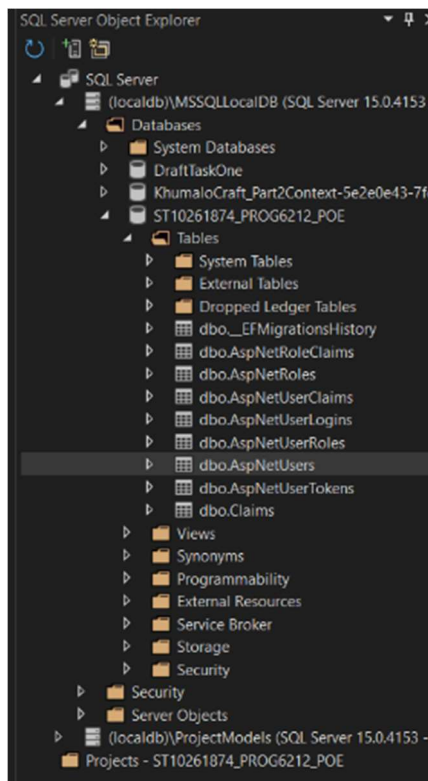 SQL Server Object Explorer
SQL Server
(localdb)\MSSQLLocalDB (SQL Server 15.0.4153
Databases
System Databases
DraftTaskOne
KhumaloCraft_Part2Context-5e2e0e43-7f
ST10261874_PROG6212_POE
Tables
System Tables
External Tables
Dropped Ledger Tables
dbo.__EFMigrationsHistory
dbo.AspNetRoleClaims
dbo.AspNetRoles
dbo.AspNetUserClaims
dbo.AspNetUserLogins
dbo.AspNetUserRoles
dbo.AspNetUsers
dbo.AspNetUserTokens
dbo.Claims
Views
Synonyms
Programmability
External Resources
Service Broker
Storage
Security
Security
Server Objects
(localdb)\ProjectModels (SQL Server 15.0.4153 -
Projects - ST10261874_PROG6212_POE